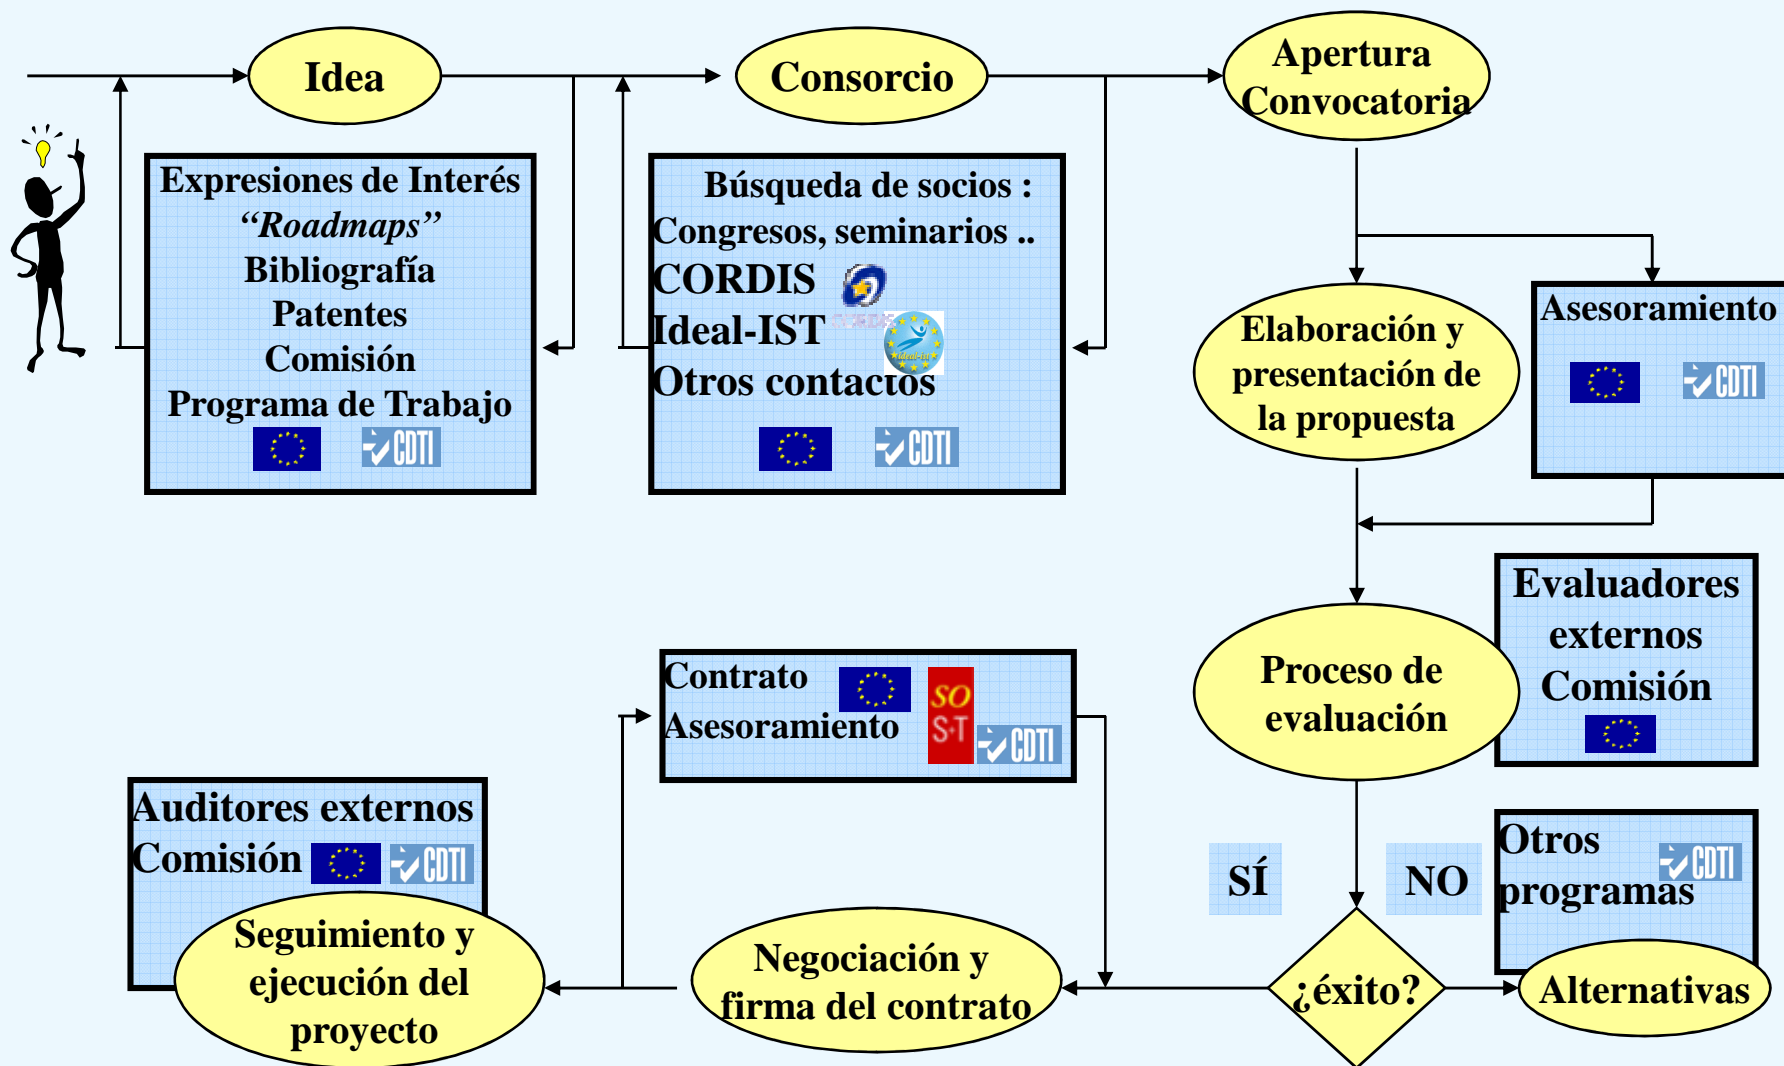 Idea
Consorcio
Apertura
Convocatoria
Expresiones de Interés
“Roadmaps”
Bibliografía
Patentes
Comisión
Programa de Trabajo
CDTI
Búsqueda de socios :
Congresos, seminarios ..
CORDIS
CORDIS
Ideal-IST
Ideal-ist
Otros contactos
CDTI
Elaboración y
presentación de
la propuesta
Asesoramiento
CDTI
Evaluadores
externos
Comisión
Proceso de
evaluación
Contrato
Asesoramiento
SO
S+T
CDTI
Auditores externos
Comisión
CDTI
Seguimiento y
ejecución del
proyecto
Negociación y
firma del contrato
SÍ
NO
¿éxito?
Otros
programas
CDTI
Alternativas